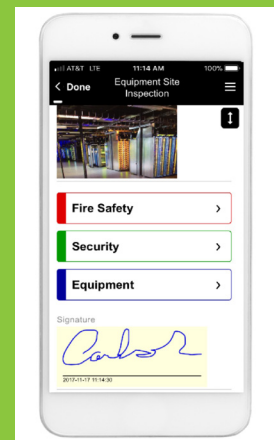 AT&T LTE 11:14 AM 100%
Done Equipment Site
Inspection
Fire Safety
Security
Equipment
Signature
2017-11-17 11:14:30